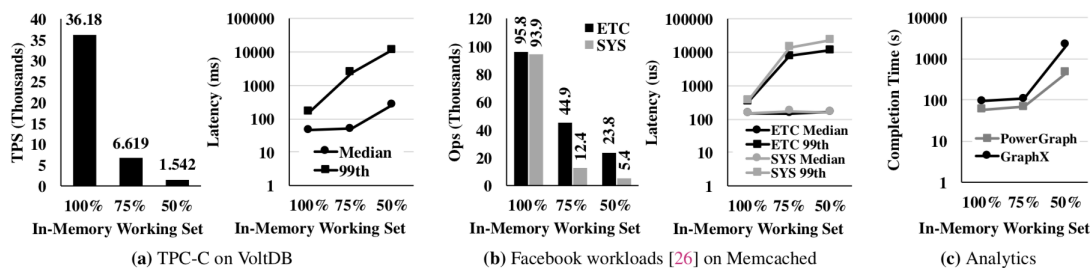 TPS (Thousands)
40
35
30
25
20
15
10
5
0
36.18
6.619
1.542
100% 75% 50%
In-Memory Working Set
Latency (ms)
100000
10000
1000
100
10
1
Median
99th
100% 75% 50%
In-Memory Working Set
(a) TPC-C on VoltDB
Ops (Thousands)
120
100
80
60
40
20
0
95.8
93.9
44.9
12.4
23.8
5.4
ETC
SYS
100% 75% 50%
In-Memory Working Set
Latency (us)
100000
10000
1000
100
10
1
ETC Median
ETC 99th
SYS Median
SYS 99th
100% 75% 50%
In-Memory Working Set
(b) Facebook workloads [26] on Memcached
Completion Time (s)
10000
1000
100
10
1
PowerGraph
GraphX
100% 75% 50%
In-Memory Working Set
(c) Analytics